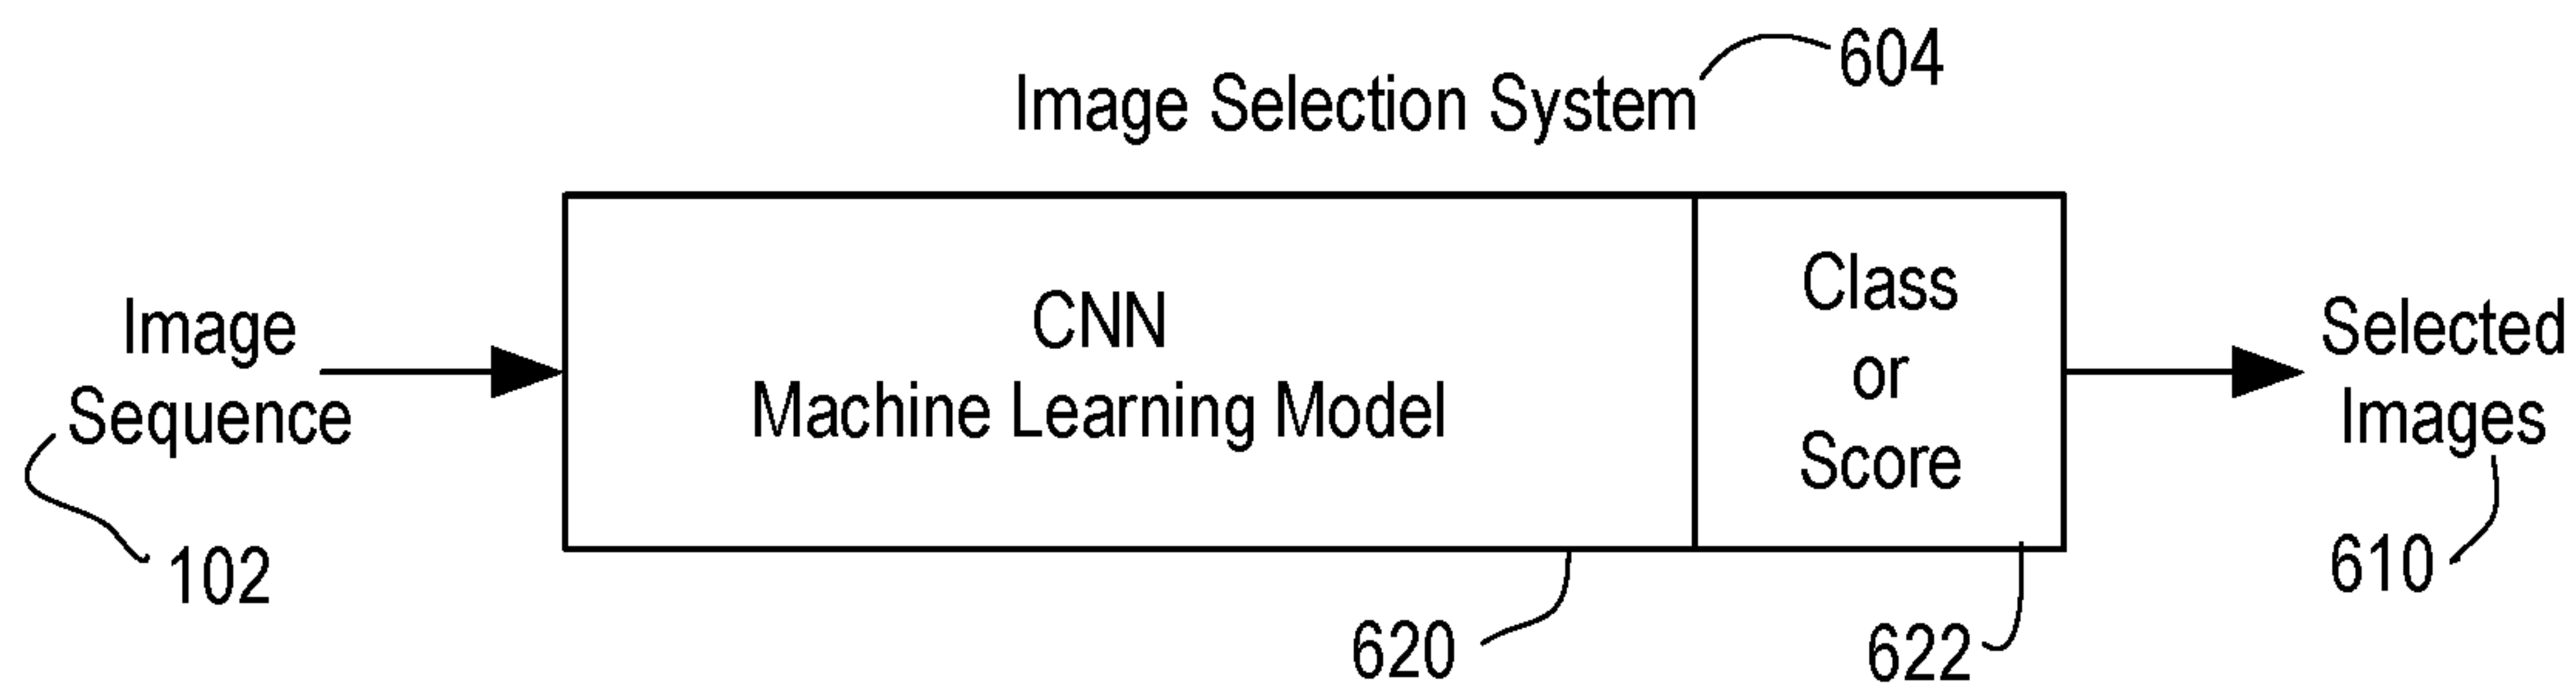 Image Selection System
604
Image
Sequence
102
CNN
Machine Learning Model
620
Class
or
Score
622
Selected
Images
610